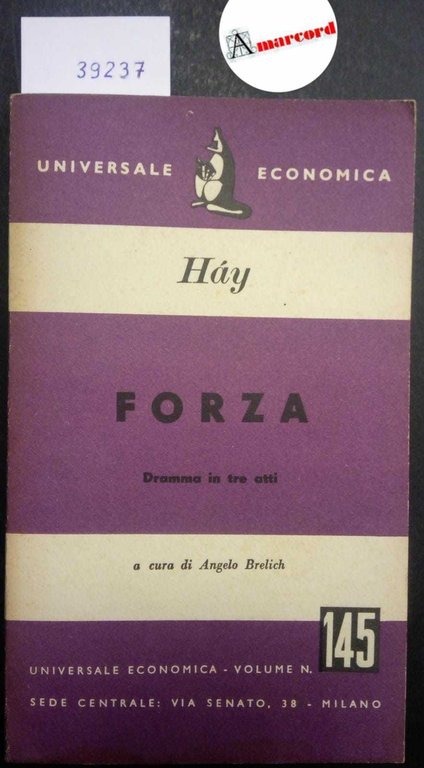 Amarcord
39237
UNIVERSALE ECONOMICA
Háy
FORZA
Dramma in tre atti
a cura di Angelo Brelich
145
UNIVERSALE ECONOMICA - VOLUME N.
SEDE CENTRALE: VIA SENATO, 38 - MILANO